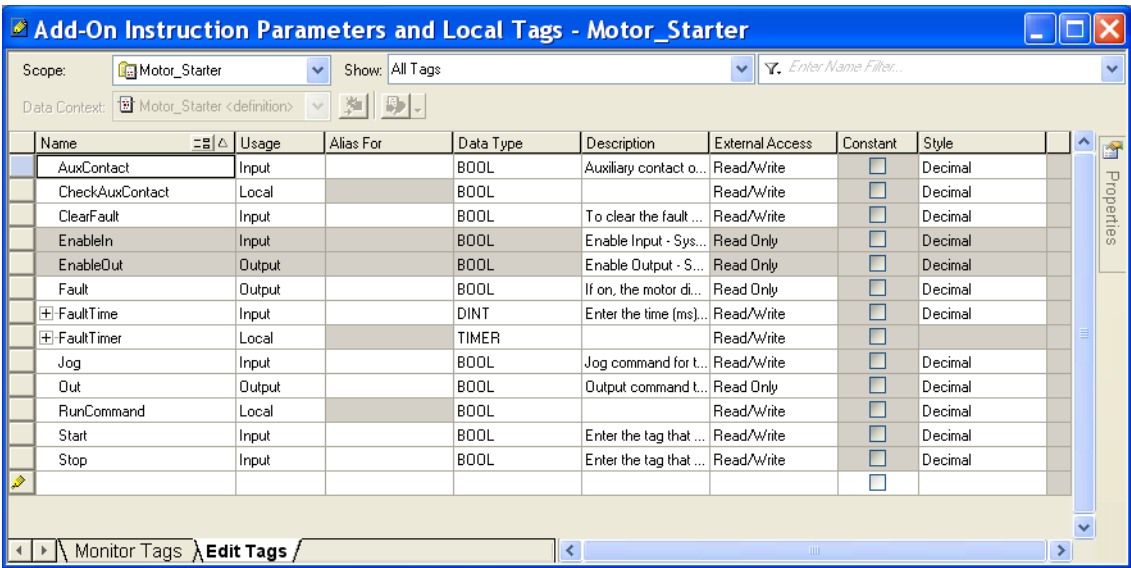 Add-On Instruction Parameters and Local Tags - Motor_Starter
Scope: Motor_Starter Show: All Tags Enter Name Filter...
Data Context: Motor_Starter <definition>
Name Usage Alias For Data Type Description External Access Constant Style
AuxContact Input BOOL Auxiliary contact o... Read/Write Decimal
CheckAuxContact Local BOOL Read/Write Decimal
ClearFault Input BOOL To clear the fault ... Read/Write Decimal
EnableIn Input BOOL Enable Input - Sys... Read Only Decimal
EnableOut Output BOOL Enable Output - S... Read Only Decimal
Fault Output BOOL If on, the motor di... Read Only Decimal
FaultTime Input DINT Enter the time (ms)... Read/Write Decimal
FaultTimer Local TIMER Read/Write
Jog Input BOOL Jog command for t... Read/Write Decimal
Out Output BOOL Output command t... Read Only Decimal
RunCommand Local BOOL Read/Write Decimal
Start Input BOOL Enter the tag that ... Read/Write Decimal
Stop Input BOOL Enter the tag that ... Read/Write Decimal
Monitor Tags Edit Tags
Properties